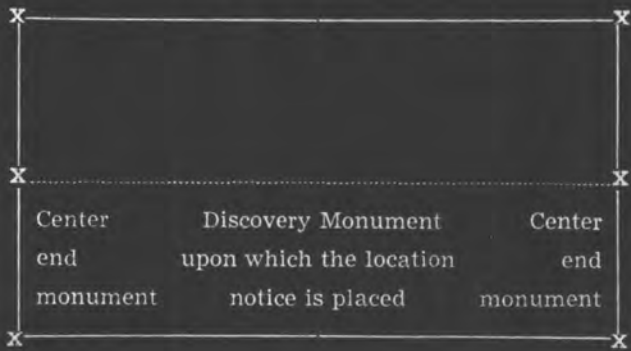 X X
X X
Center Discovery Monument Center
end upon which the location end
monument notice is placed monument
X X